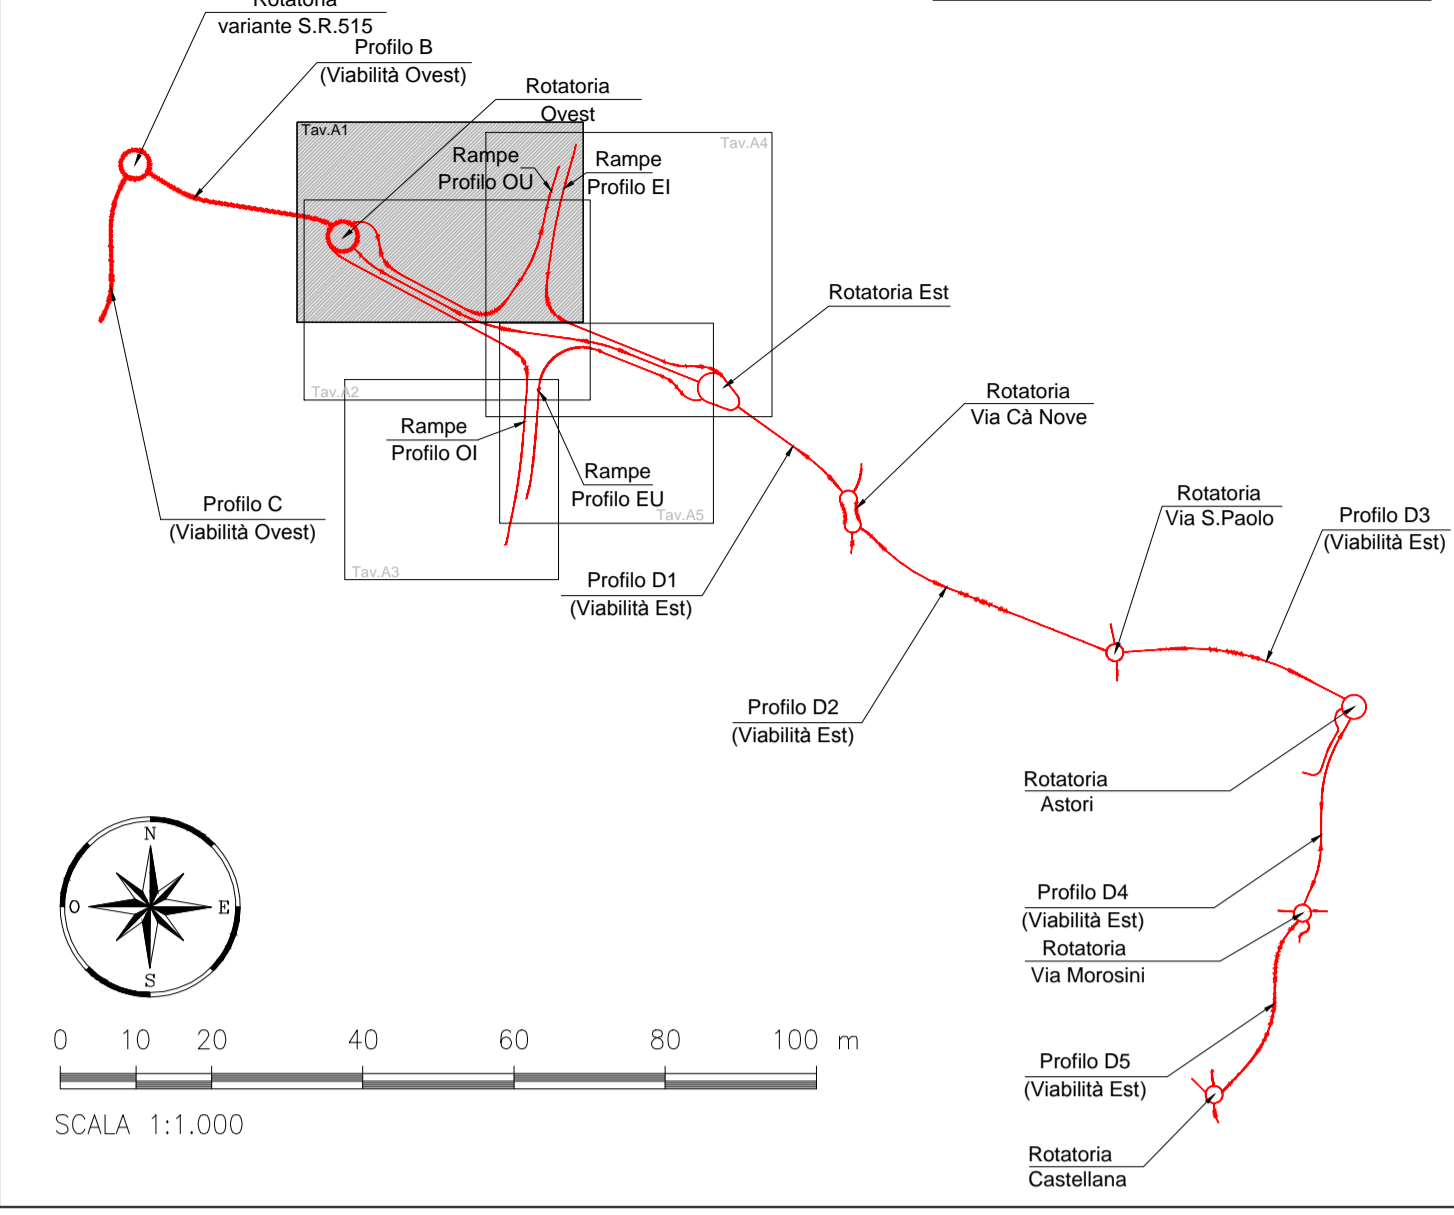 Rotatoria
variante S.R.515
Profilo B
(Viabilità Ovest)
Rotatoria
Ovest
Tav.A1
Tav.A4
Rampe
Profilo OU
Rampe
Profilo EI
Rotatoria Est
Tav.A2
Rotatoria
Via Cà Nove
Rampe
Profilo OI
Rampe
Profilo EU
Profilo C
(Viabilità Ovest)
Tav.A5
Rotatoria
Via S.Paolo
Profilo D3
(Viabilità Est)
Tav.A3
Profilo D1
(Viabilità Est)
Profilo D2
(Viabilità Est)
Rotatoria
Astori
N
O
E
S
Profilo D4
(Viabilità Est)
Rotatoria
Via Morosini
0 10 20 40 60 80 100 m
SCALA 1:1.000
Profilo D5
(Viabilità Est)
Rotatoria
Castellana